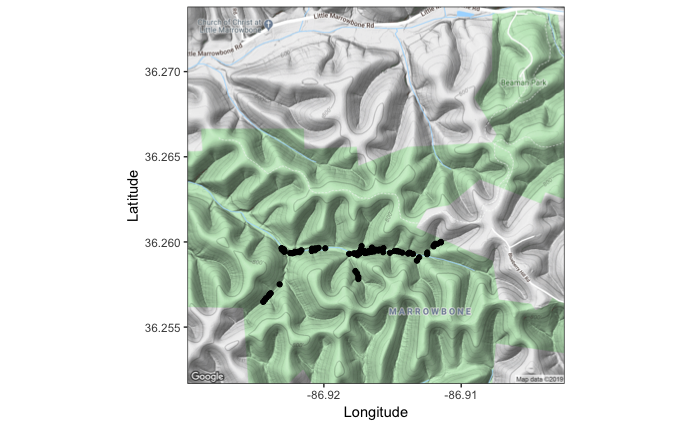 Church of Christ at
Little Marrowbone
Little Marrowbone Rd
Little Marrowbone Rd
ttle Marrowbone Rd
Beaman Park
36.270
36.265
36.260
36.255
MARROWBONE
Google
Map data ©2019
-86.92
-86.91
Latitude
Longitude